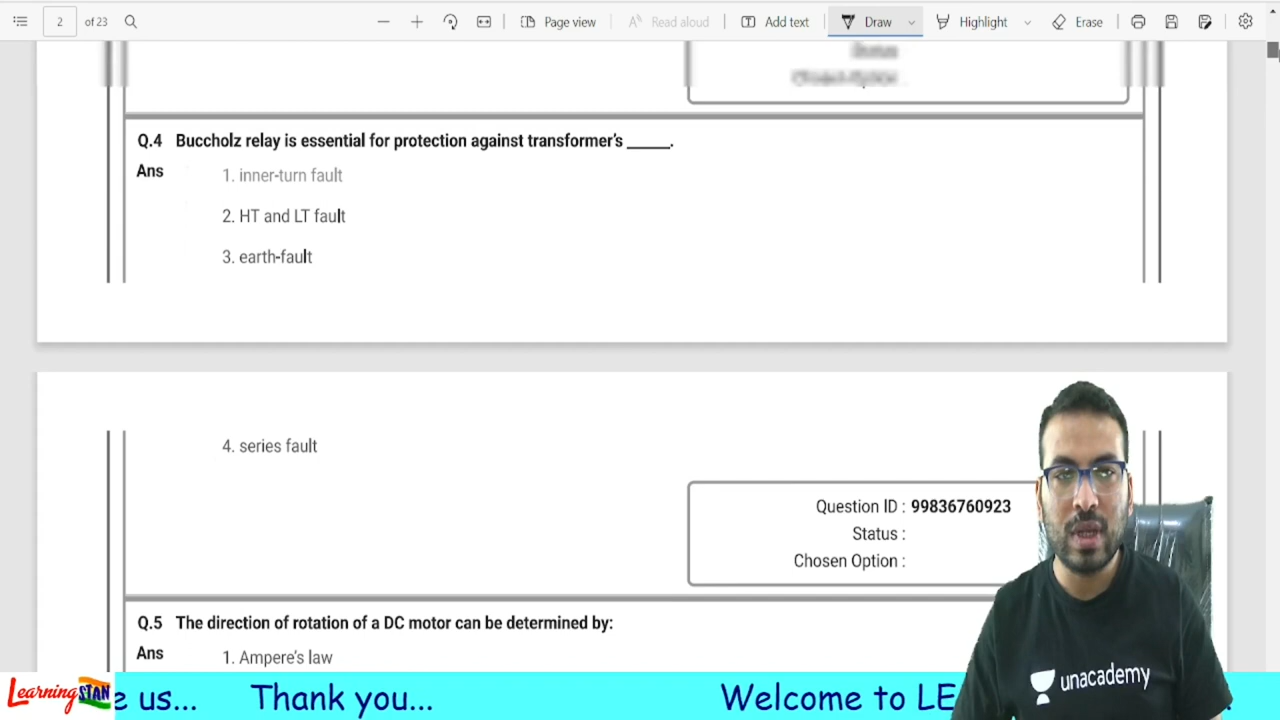 2 of 23 Page view Read aloud Add text Draw Highlight Erase
Q.4 Buccholz relay is essential for protection against transformer's _____.
Ans
1. inner-turn fault
2. HT and LT fault
3. earth-fault
4. series fault
Question ID : 99836760923
Status :
Chosen Option :
Q.5 The direction of rotation of a DC motor can be determined by:
Ans
1. Ampere's law
unacademy
Learning STAN
e us... Thank you... Welcome to LE